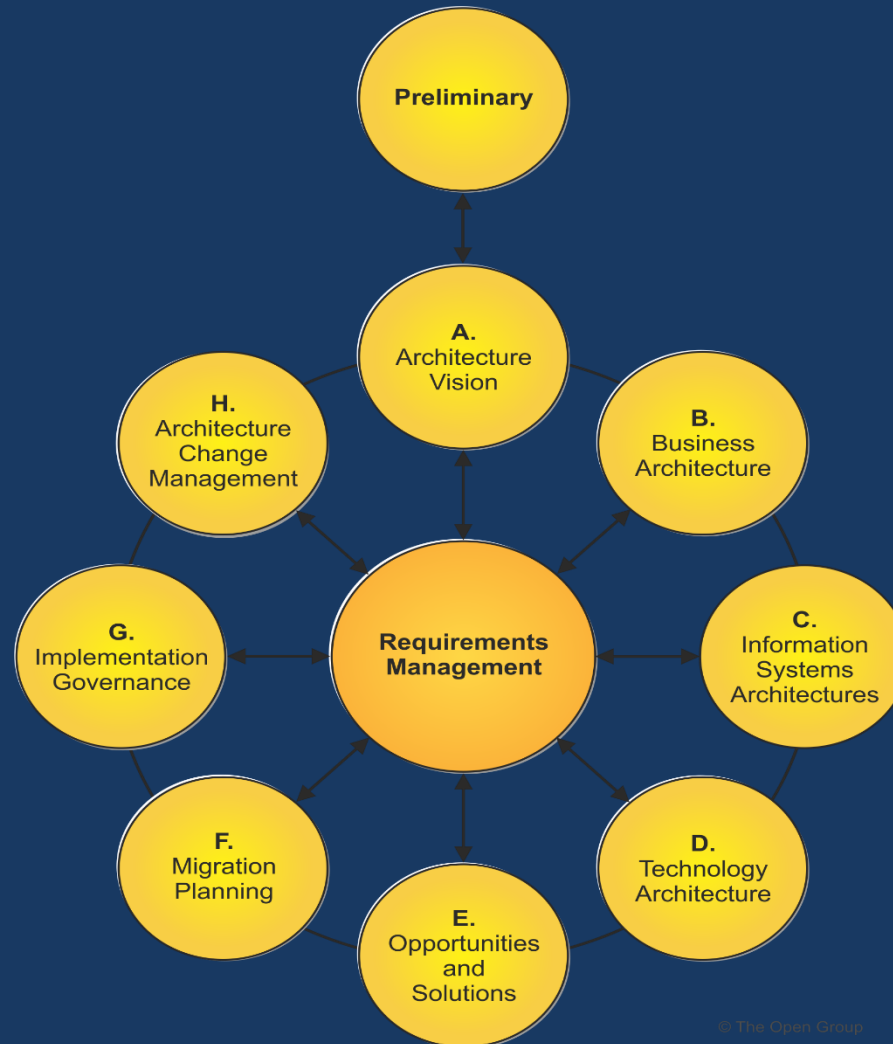 Preliminary
A.
Architecture
Vision
B.
Business
Architecture
C.
Information
Systems
Architectures
D.
Technology
Architecture
E.
Opportunities
and
Solutions
F.
Migration
Planning
G.
Implementation
Governance
H.
Architecture
Change
Management
Requirements
Management
© The Open Group